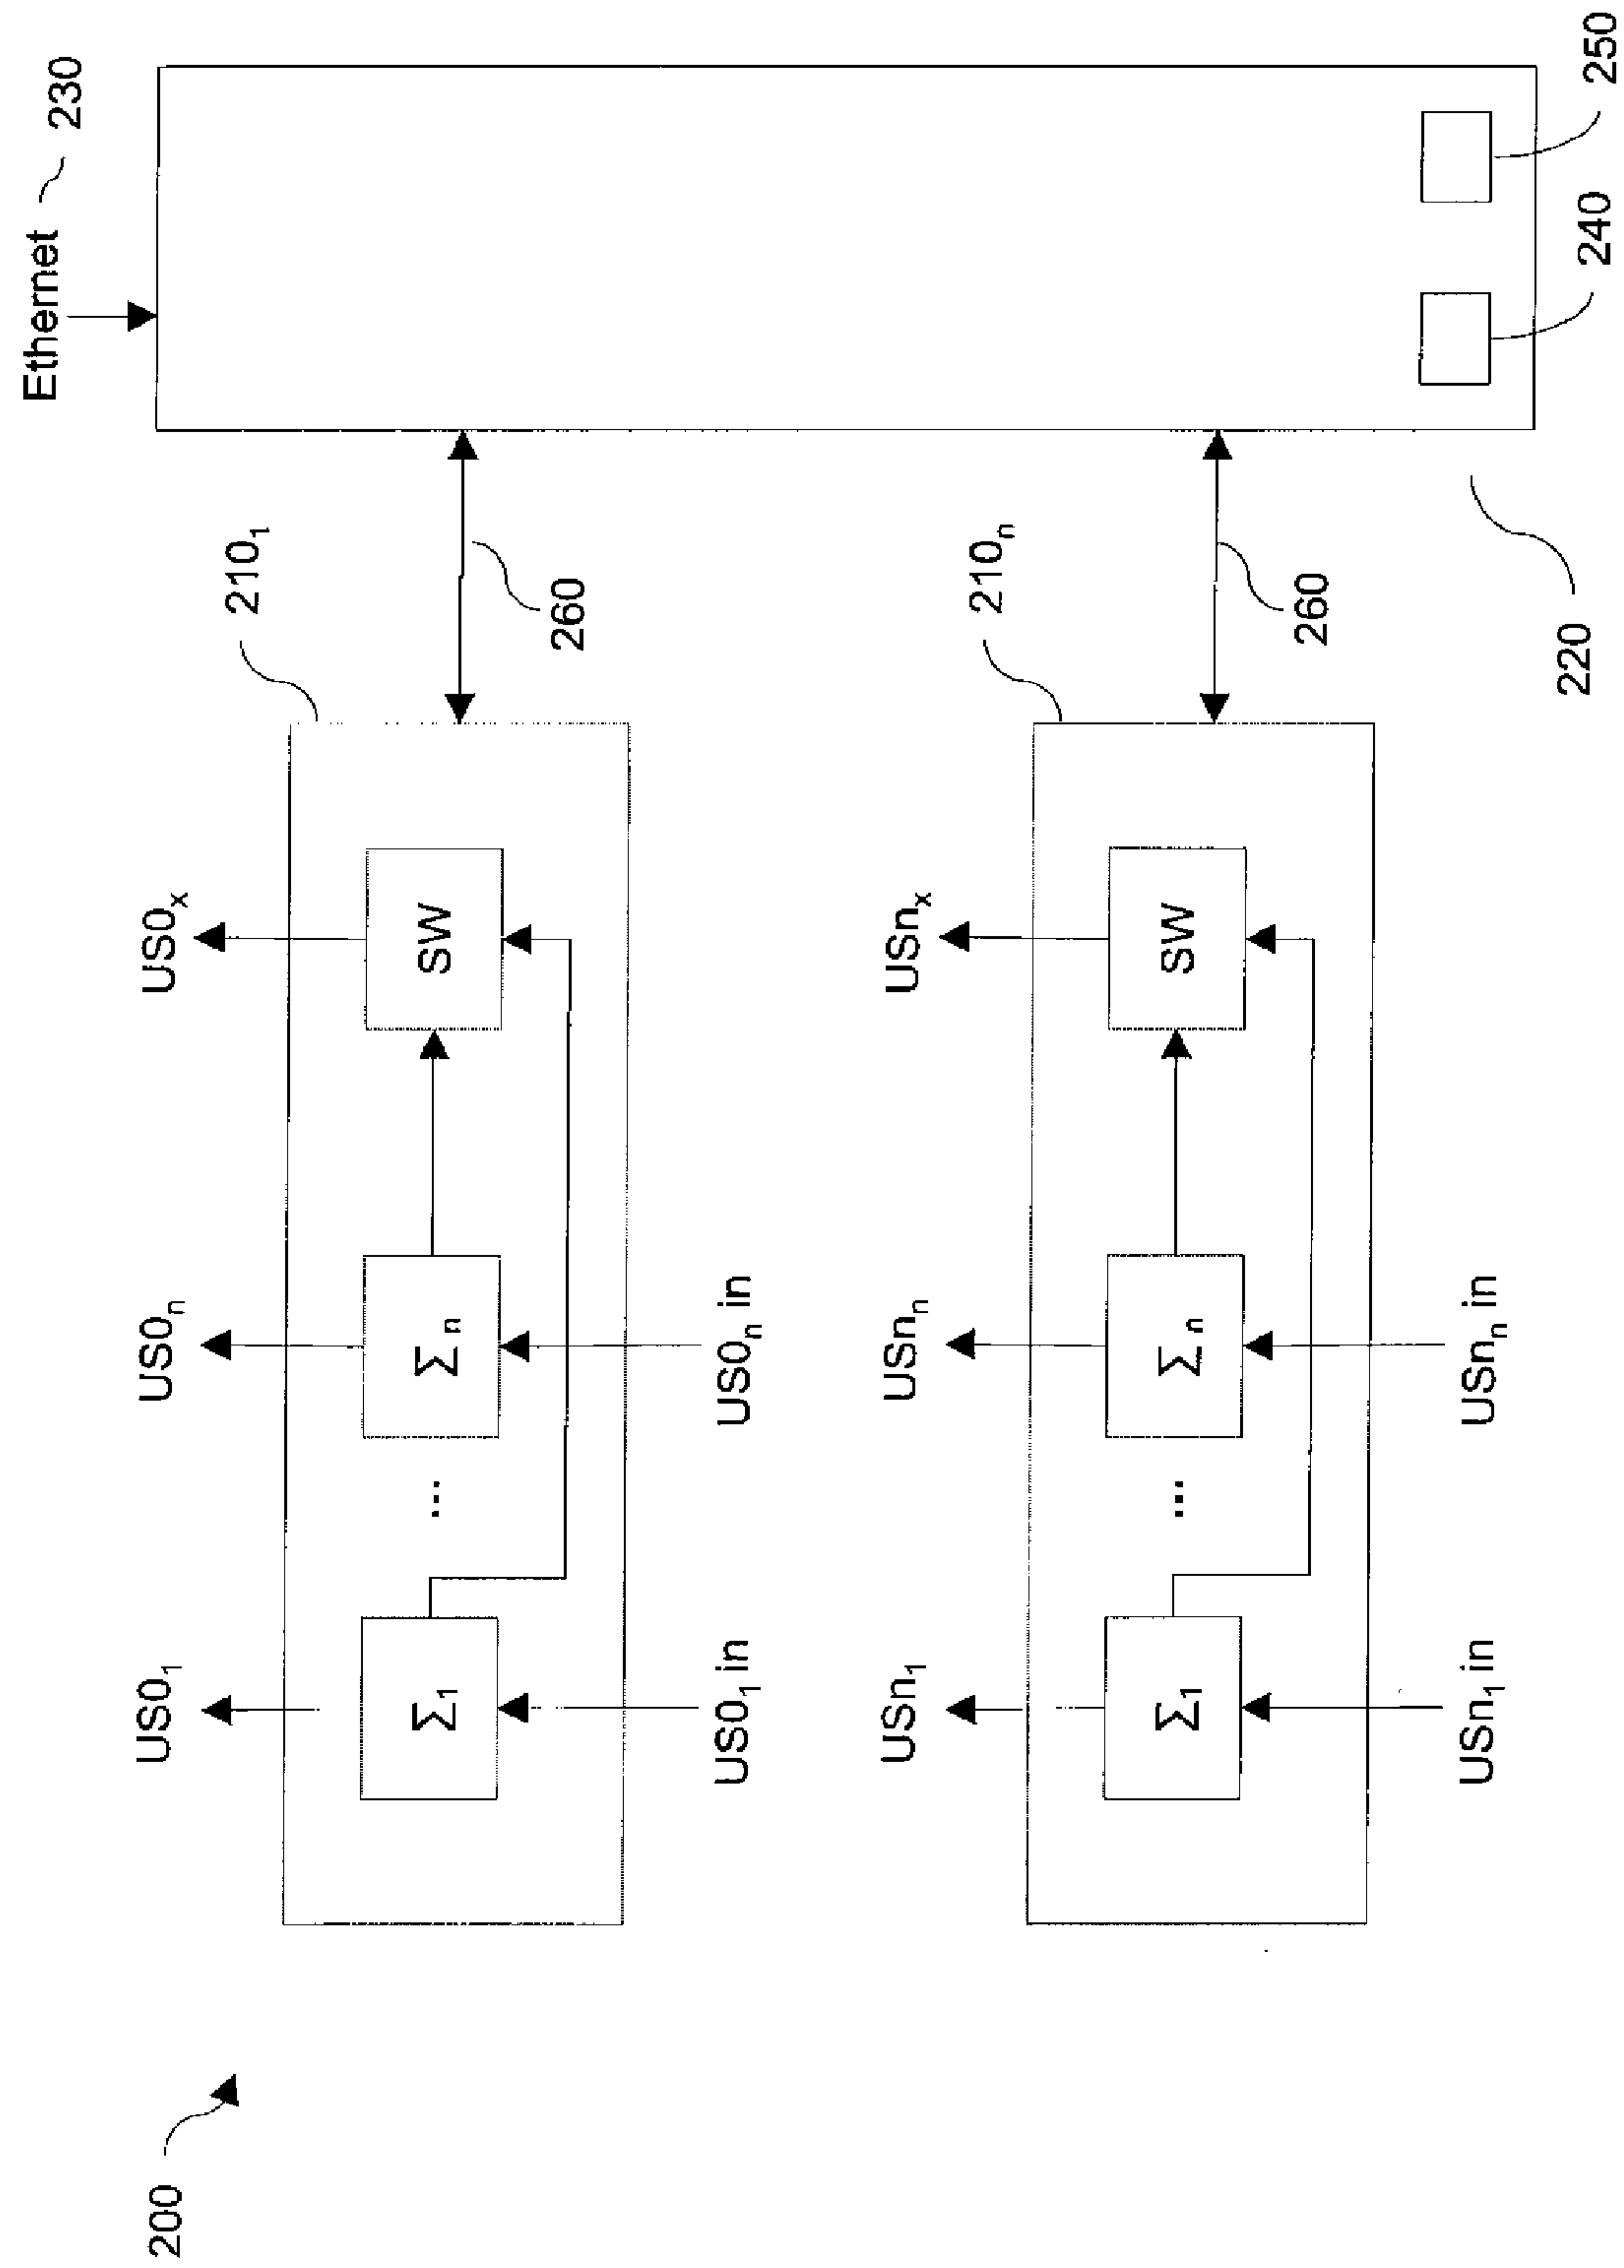 Ethernet 230
200
US0₁
US0ₙ
US0ₓ
210₁
Σ₁ ... Σₙ SW
260
US0₁ in
US0ₙ in
USn₁
USnₙ
USnₓ
210ₙ
Σ₁ ... Σₙ SW
260
USn₁ in
USnₙ in
220
240
250